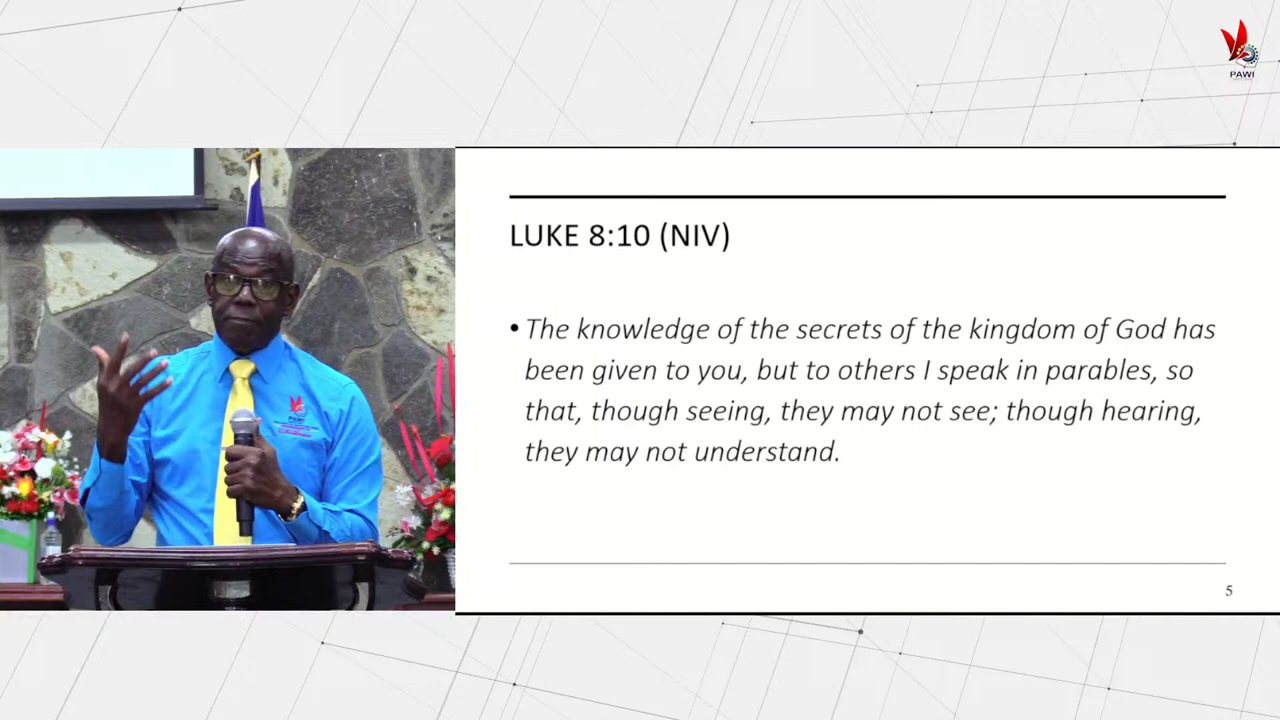 PAWI
LUKE 8:10 (NIV)
• The knowledge of the secrets of the kingdom of God has
been given to you, but to others I speak in parables, so
that, though seeing, they may not see; though hearing,
they may not understand.
5
PAWI